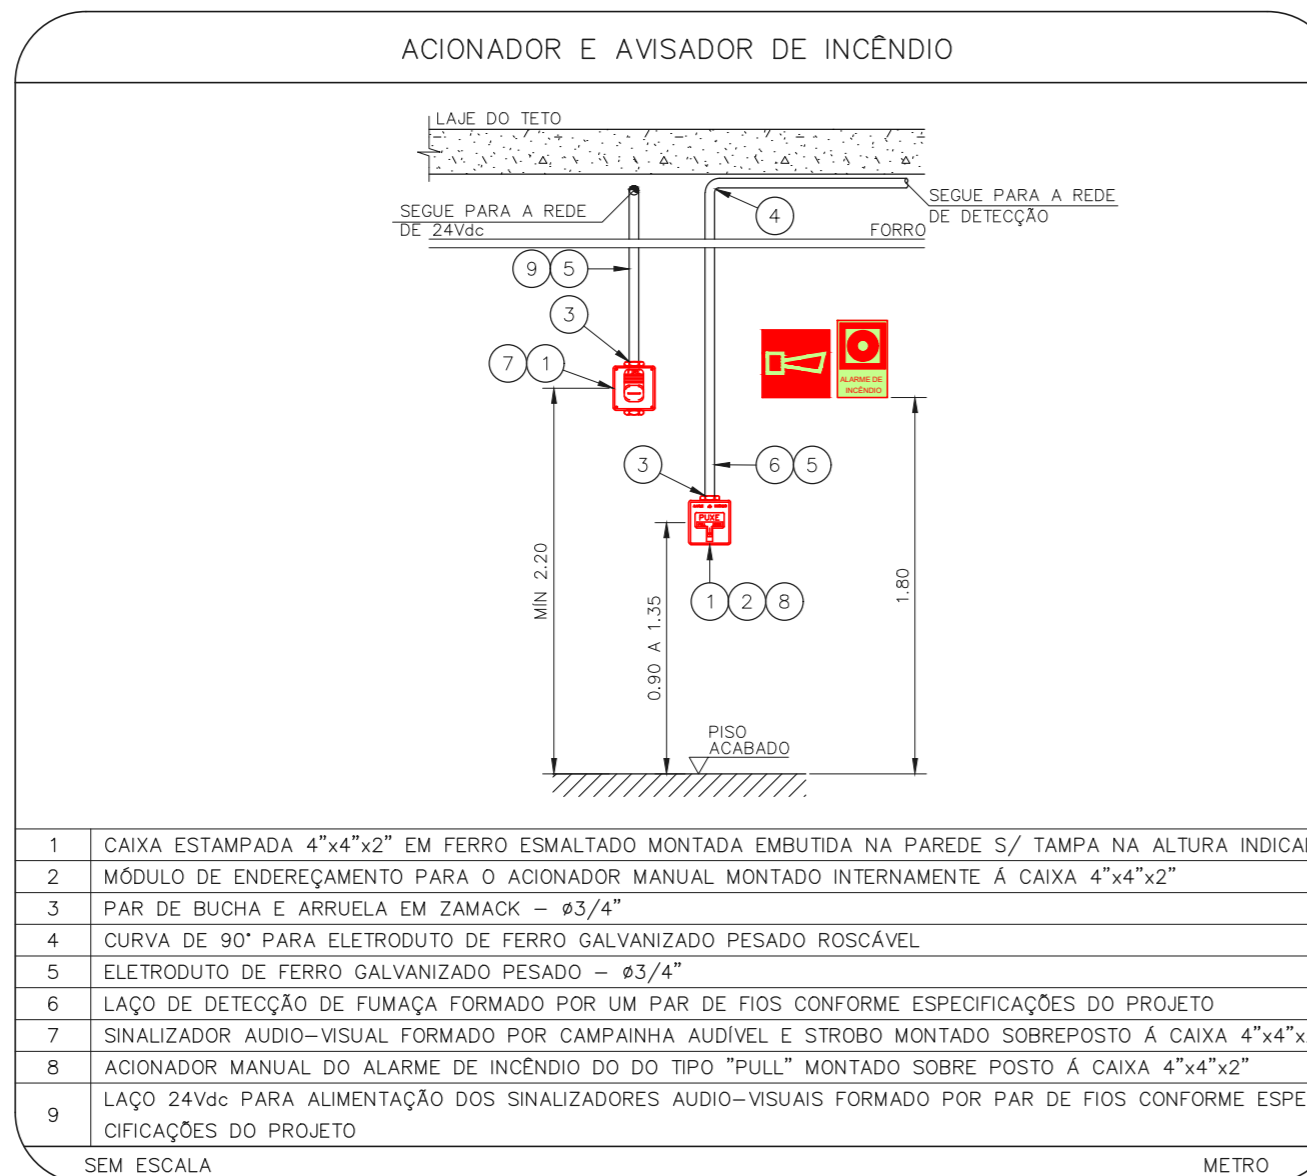 ACIONADOR E AVISADOR DE INCÊNDIO
LAJE DO TETO
SEGUE PARA A REDE
DE 24Vdc
4
SEGUE PARA A REDE
DE DETECÇÃO
FORRO
9 5
3
7 1
ALARME DE
INCÊNDIO
3
6 5
PUXE
1 2 8
MÍN 2.20
0.90 A 1.35
1.80
PISO
ACABADO
1 CAIXA ESTAMPADA 4"x4"x2" EM FERRO ESMALTADO MONTADA EMBUTIDA NA PAREDE S/ TAMPA NA ALTURA
2 MÓDULO DE ENDEREÇAMENTO PARA O ACIONADOR MANUAL MONTADO INTERNAMENTE Á CAIXA 4"x4"x2"
3 PAR DE BUCHA E ARRUELA EM ZAMACK – ø3/4"
4 CURVA DE 90° PARA ELETRODUTO DE FERRO GALVANIZADO PESADO ROSCÁVEL
5 ELETRODUTO DE FERRO GALVANIZADO PESADO – ø3/4"
6 LAÇO DE DETECÇÃO DE FUMAÇA FORMADO POR UM PAR DE FIOS CONFORME ESPECIFICAÇÕES DO PROJETO
7 SINALIZADOR AUDIO–VISUAL FORMADO POR CAMPAINHA AUDÍVEL E STROBO MONTADO SOBREPOSTO Á CAIXA
8 ACIONADOR MANUAL DO ALARME DE INCÊNDIO DO DO TIPO "PULL" MONTADO SOBRE POSTO Á CAIXA 4"x4"x2"
9 LAÇO 24Vdc PARA ALIMENTAÇÃO DOS SINALIZADORES AUDIO–VISUAIS FORMADO POR PAR DE FIOS CONFORME ESPE
CIFICAÇÕES DO PROJETO
SEM ESCALA
METRO